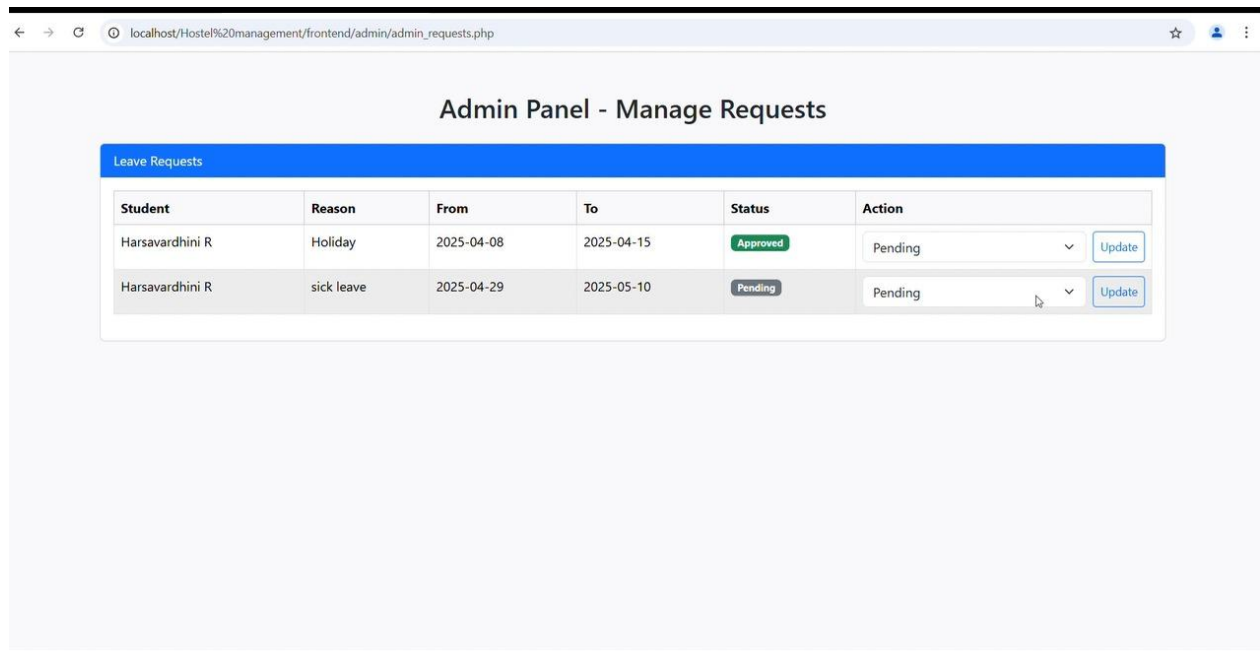 localhost/Hostel%20management/frontend/admin/admin_requests.php
Admin Panel - Manage Requests
Leave Requests
Student Reason From To Status Action
Harsavardhini R Holiday 2025-04-08 2025-04-15 Approved Pending Update
Harsavardhini R sick leave 2025-04-29 2025-05-10 Pending Pending Update